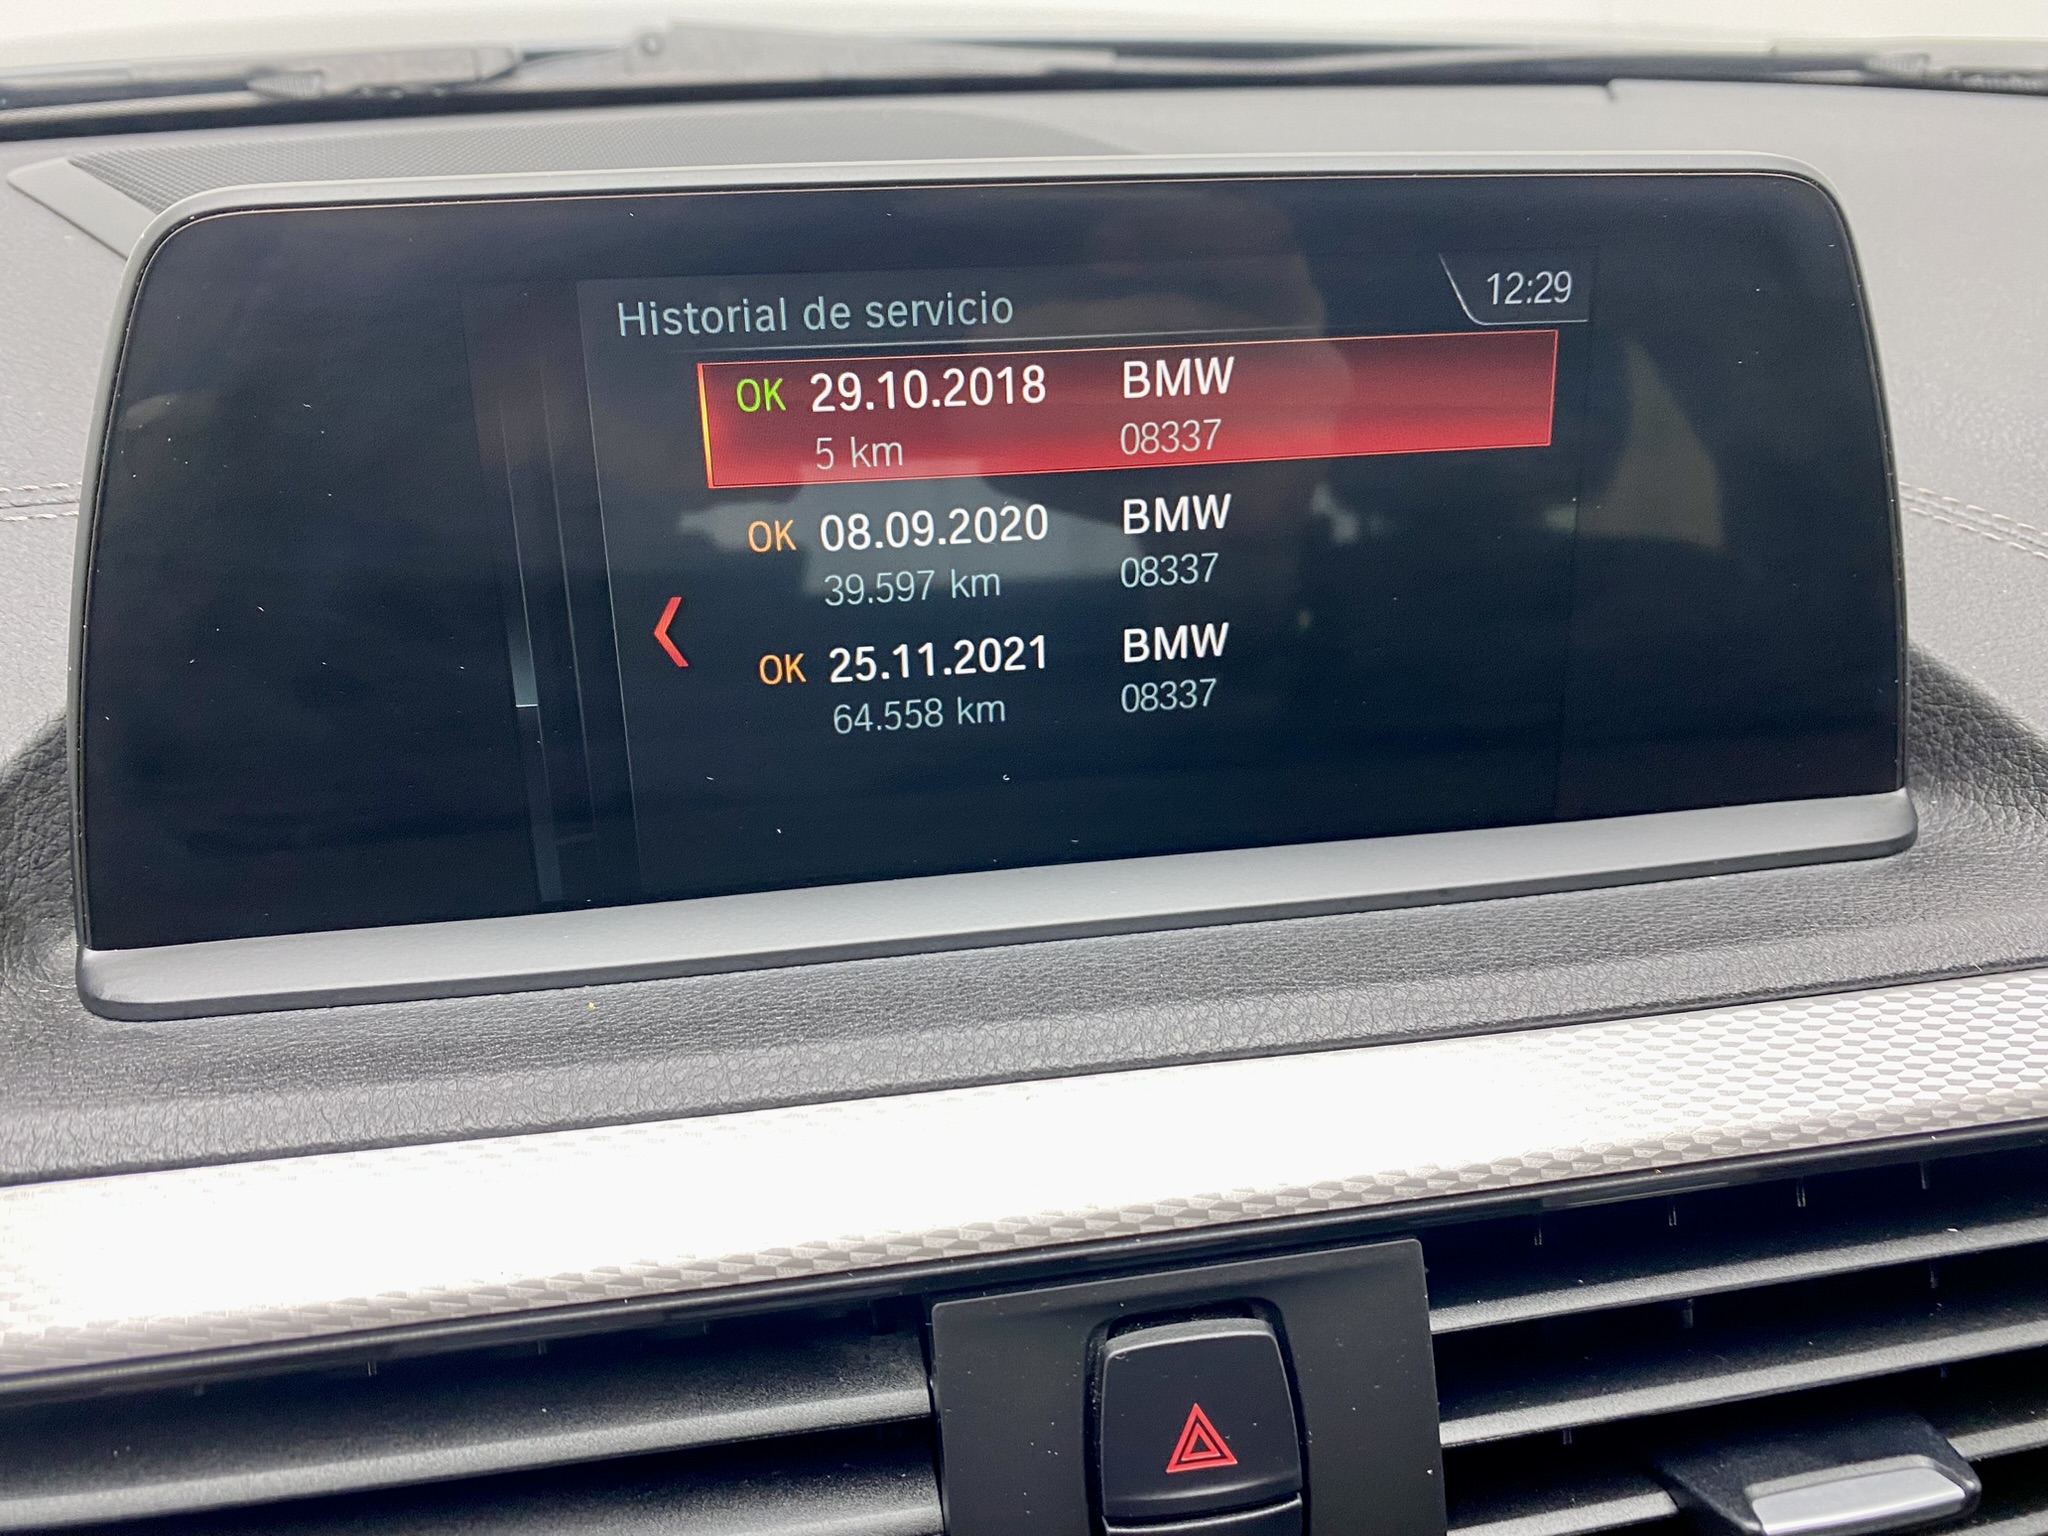 Historial de servicio
12:29
OK 29.10.2018 BMW
5 km 08337
OK 08.09.2020 BMW
39.597 km 08337
OK 25.11.2021 BMW
64.558 km 08337